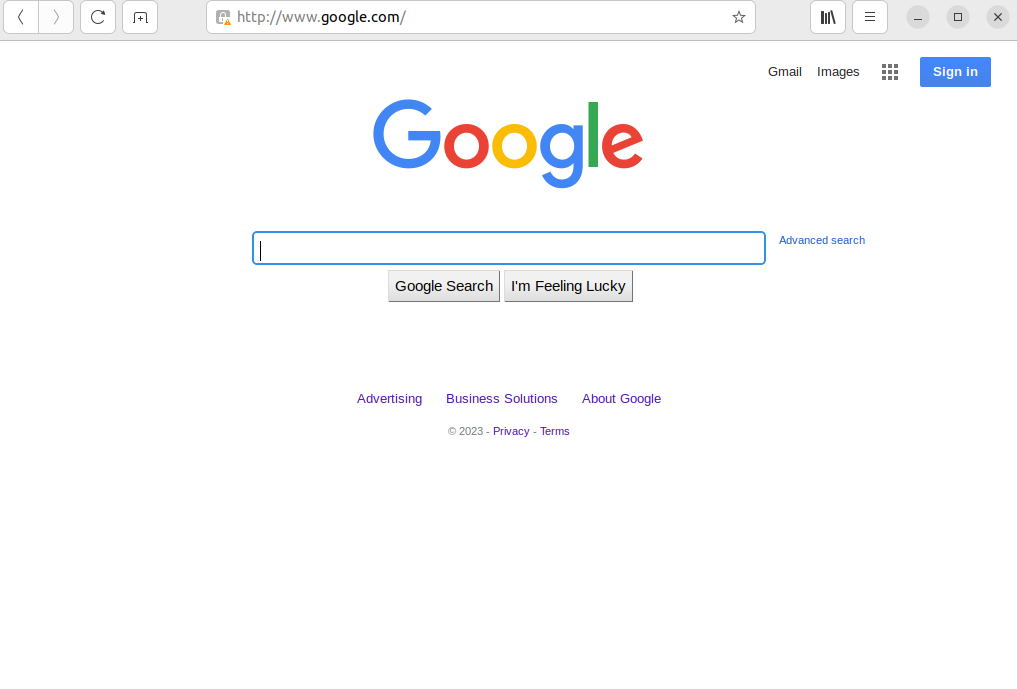 http://www.google.com/
Gmail Images Sign in
Google
Advanced search
Google Search I'm Feeling Lucky
Advertising Business Solutions About Google
© 2023 - Privacy - Terms